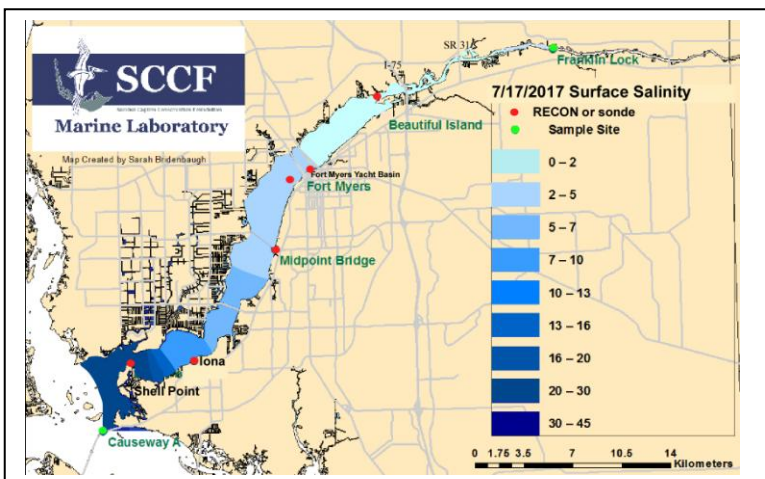 SCCF
Marine Laboratory
Map Created by Sarah Bridenbaugh
SR 31
I-75
Franklin Lock
7/17/2017 Surface Salinity
RECON or sonde
Sample Site
Beautiful Island
Fort Myers Yacht Basin
Fort Myers
Midpoint Bridge
Iona
Shell Point
Causeway A
0 – 2
2 – 5
5 – 7
7 – 10
10 – 13
13 – 16
16 – 20
20 – 30
30 – 45
0 1.75 3.5 7 10.5 14
Kilometers